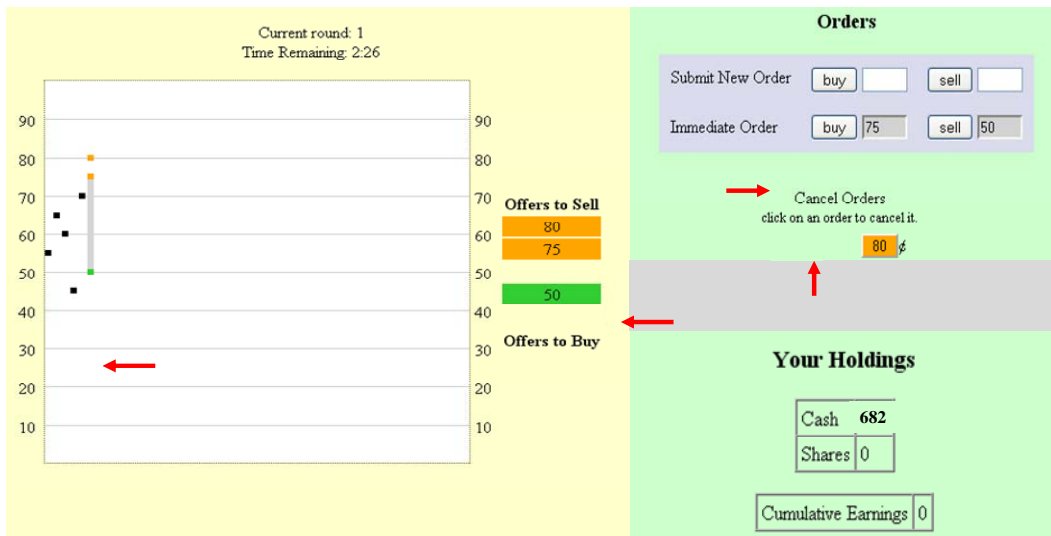 Current round: 1
Time Remaining: 2:26
90
80
70
60
50
40
30
20
10
90
80
70
60
50
40
30
20
10
Offers to Sell
80
75
50
Offers to Buy
Orders
Submit New Order buy sell
Immediate Order buy 75 sell 50
Cancel Orders
click on an order to cancel it.
80 ¢
Your Holdings
Cash 682
Shares 0
Cumulative Earnings 0